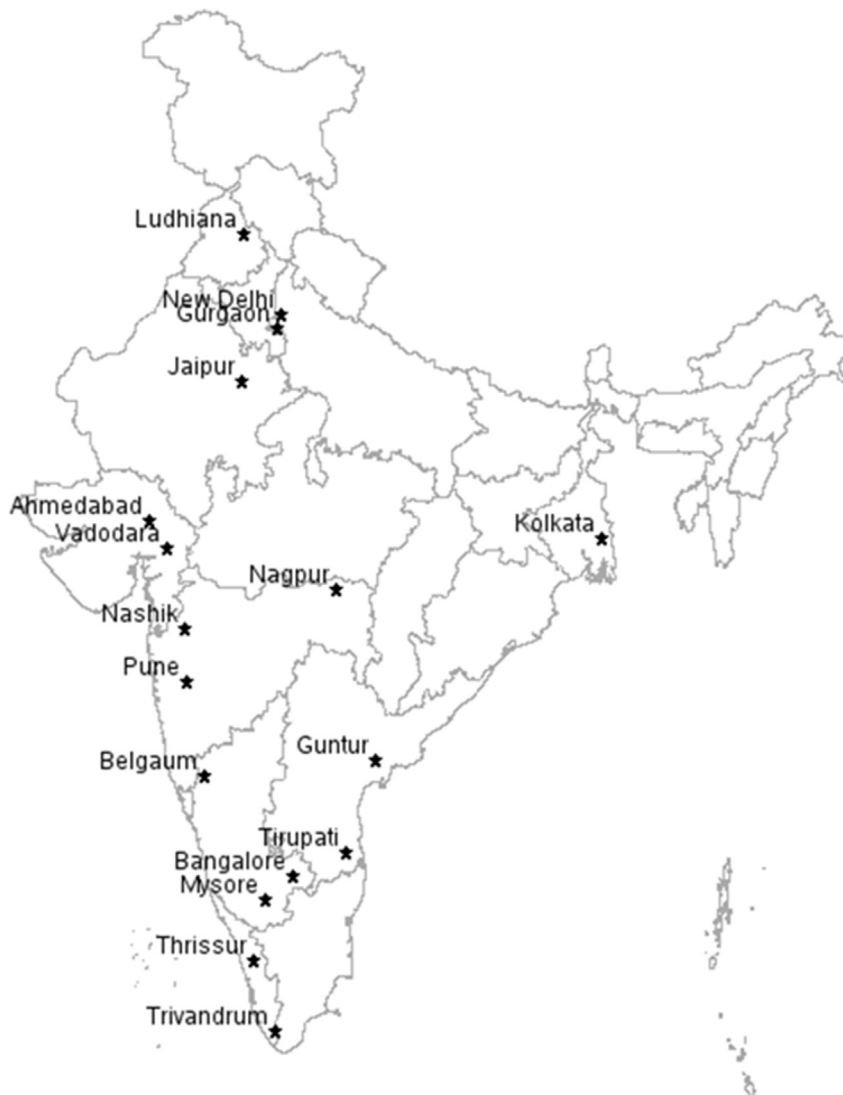 Ludhiana
New Delhi
Gurgaon
Jaipur
Ahmedabad
Kolkata
Vadodara
Nagpur
Nashik
Pune
Guntur
Belgaum
Tirupati
Bangalore
Mysore
Thrissur
Trivandrum